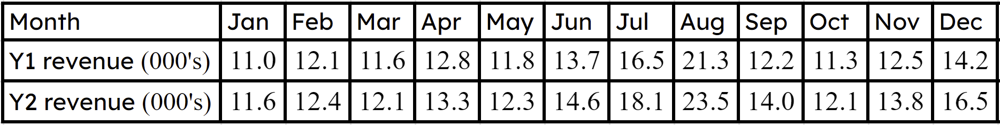 Month Jan Feb Mar Apr May Jun Jul Aug Sep Oct Nov Dec
Y1 revenue (000's) 11.0 12.1 11.6 12.8 11.8 13.7 16.5 21.3 12.2 11.3 12.5 14.2
Y2 revenue (000's) 11.6 12.4 12.1 13.3 12.3 14.6 18.1 23.5 14.0 12.1 13.8 16.5